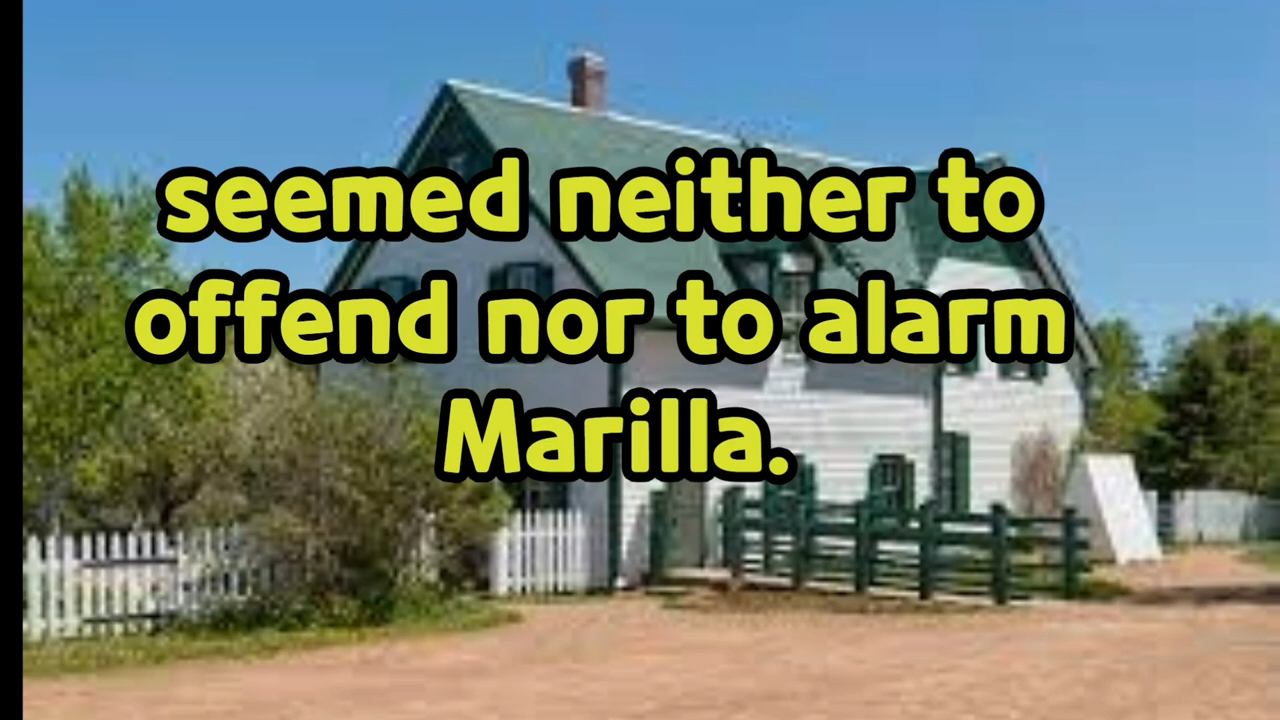 seemed neither to
offend nor to alarm
Marilla.